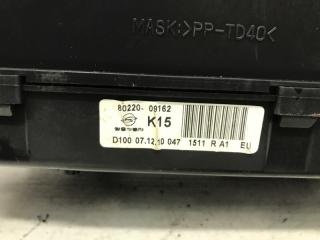 MASK:>PP-TD40<
80220-09162
K15
D100 07.12.10 047 1511 R A1 EU